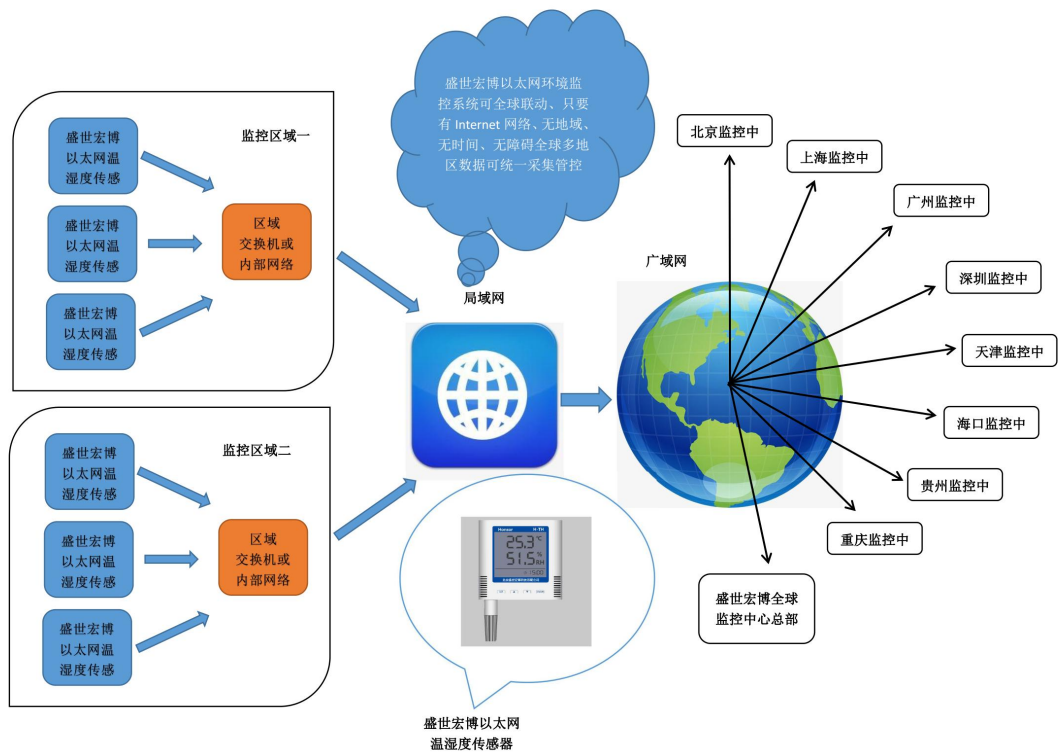 盛世宏博以太网环境监
控系统可全球联动、只要
有 Internet 网络、无地域、
无时间、无障碍全球多地
区数据可统一采集管控
监控区域一
盛世宏博
以太网温
湿度传感
盛世宏博
以太网温
湿度传感
盛世宏博
以太网温
湿度传感
区域
交换机或
内部网络
监控区域二
盛世宏博
以太网温
湿度传感
盛世宏博
以太网温
湿度传感
盛世宏博
以太网温
湿度传感
区域
交换机或
内部网络
局域网
广域网
北京监控中
上海监控中
广州监控中
深圳监控中
天津监控中
海口监控中
贵州监控中
重庆监控中
盛世宏博全球
监控中心总部
Honsor H-TH
25.3 ℃
51.5 %RH
盛世宏博以太网
温湿度传感器